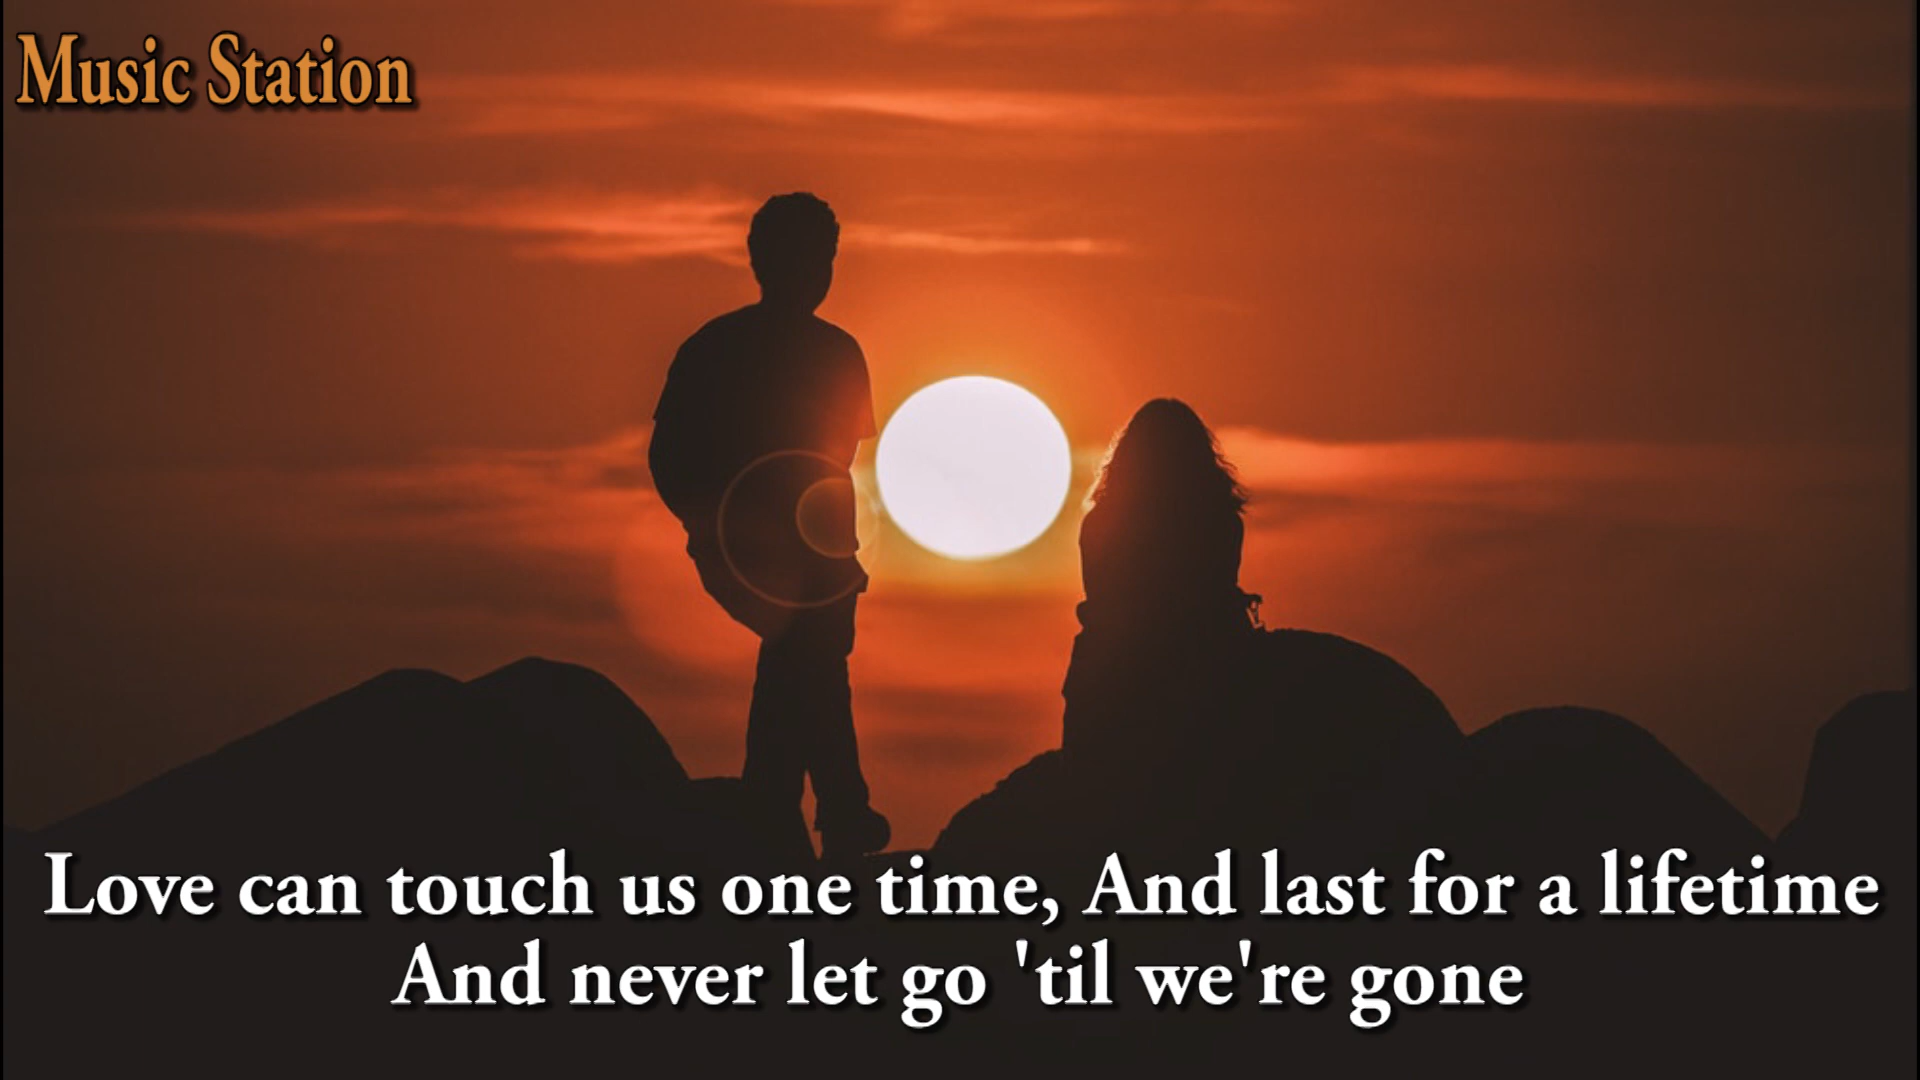 Music Station
Love can touch us one time, And last for a lifetime
And never let go 'til we're gone